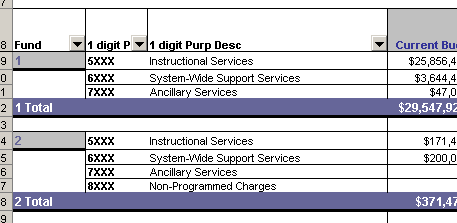 7
8 Fund 1 digit P 1 digit Purp Desc Current Bu
9 1 5XXX Instructional Services $25,856,4
0 6XXX System-Wide Support Services $3,644,4
1 7XXX Ancillary Services $47,0
2 1 Total $29,547,92
3
4 2 5XXX Instructional Services $171,4
5 6XXX System-Wide Support Services $200,0
6 7XXX Ancillary Services
7 8XXX Non-Programmed Charges
8 2 Total $371,47
9